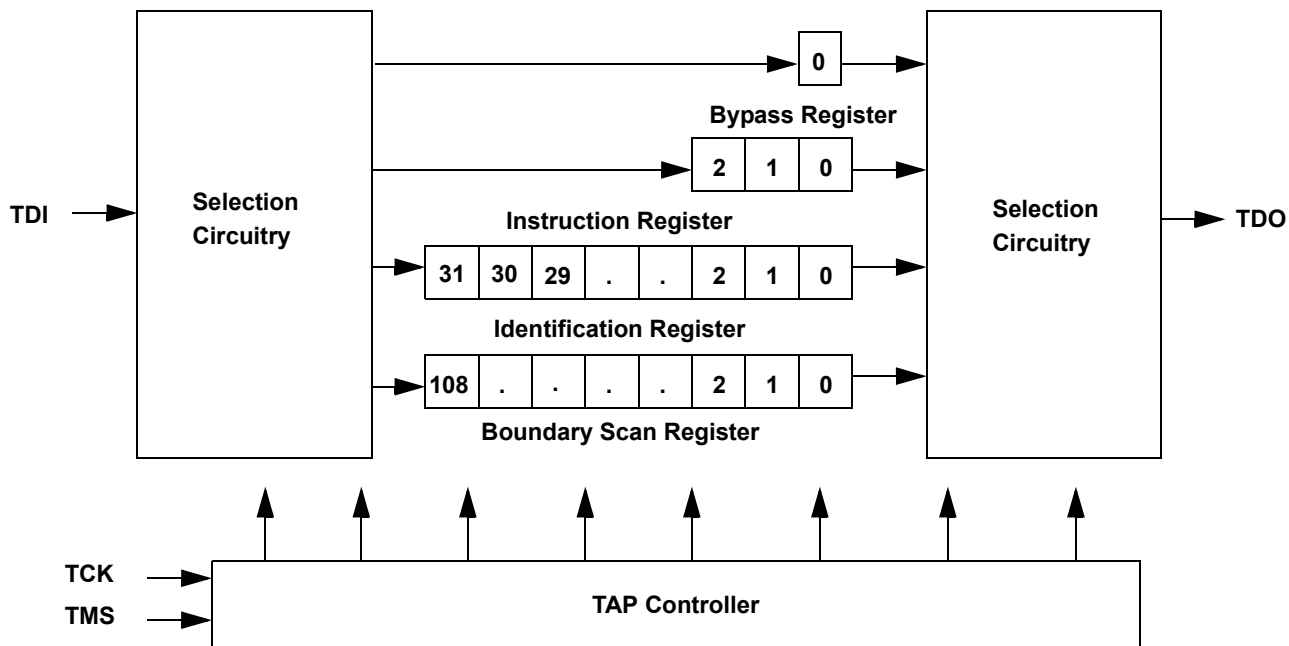 0
Bypass Register
2 1 0
Selection
Circuitry
Selection
Circuitry
TDI
TDO
Instruction Register
31 30 29 . . 2 1 0
Identification Register
108 . . . . 2 1 0
Boundary Scan Register
TCK
TMS
TAP Controller